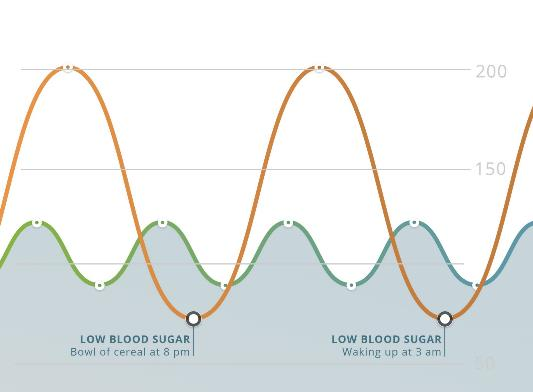 200
150
LOW BLOOD SUGAR
Bowl of cereal at 8 pm
LOW BLOOD SUGAR
Waking up at 3 am
50